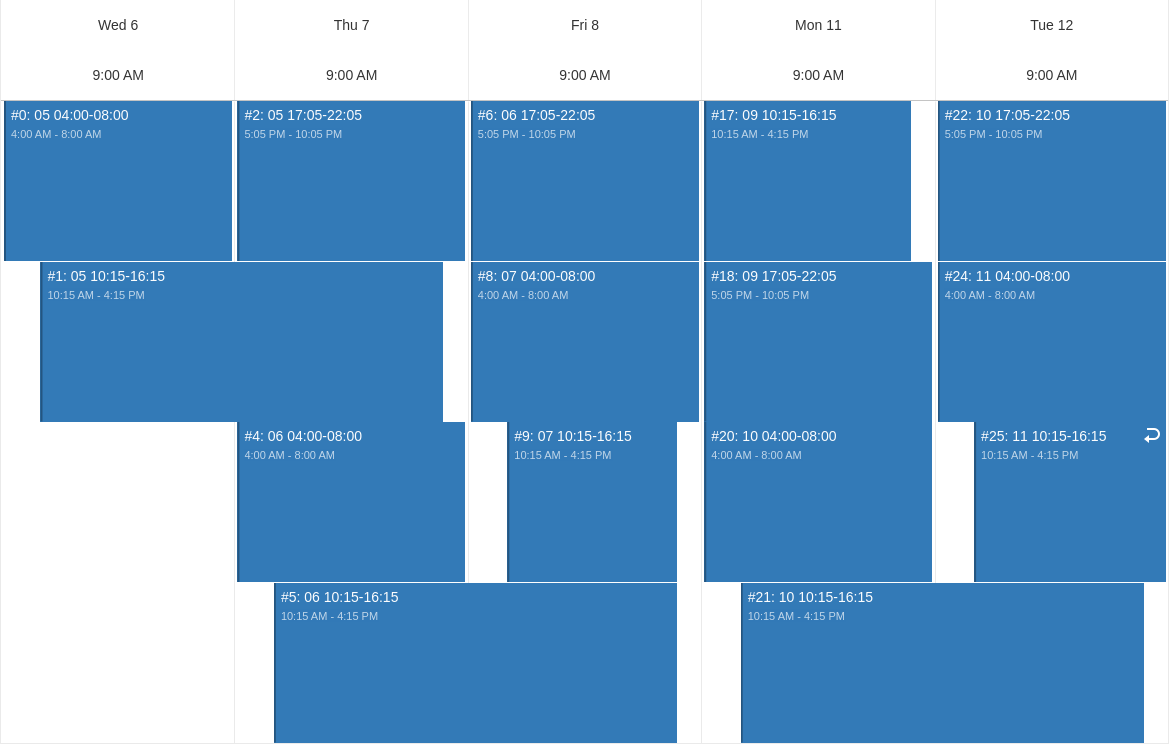 Wed 6
Thu 7
Fri 8
Mon 11
Tue 12
9:00 AM
9:00 AM
9:00 AM
9:00 AM
9:00 AM
#0: 05 04:00-08:00
4:00 AM - 8:00 AM
#2: 05 17:05-22:05
5:05 PM - 10:05 PM
#6: 06 17:05-22:05
5:05 PM - 10:05 PM
#17: 09 10:15-16:15
10:15 AM - 4:15 PM
#22: 10 17:05-22:05
5:05 PM - 10:05 PM
#1: 05 10:15-16:15
10:15 AM - 4:15 PM
#8: 07 04:00-08:00
4:00 AM - 8:00 AM
#18: 09 17:05-22:05
5:05 PM - 10:05 PM
#24: 11 04:00-08:00
4:00 AM - 8:00 AM
#4: 06 04:00-08:00
4:00 AM - 8:00 AM
#9: 07 10:15-16:15
10:15 AM - 4:15 PM
#20: 10 04:00-08:00
4:00 AM - 8:00 AM
#25: 11 10:15-16:15
10:15 AM - 4:15 PM
#5: 06 10:15-16:15
10:15 AM - 4:15 PM
#21: 10 10:15-16:15
10:15 AM - 4:15 PM